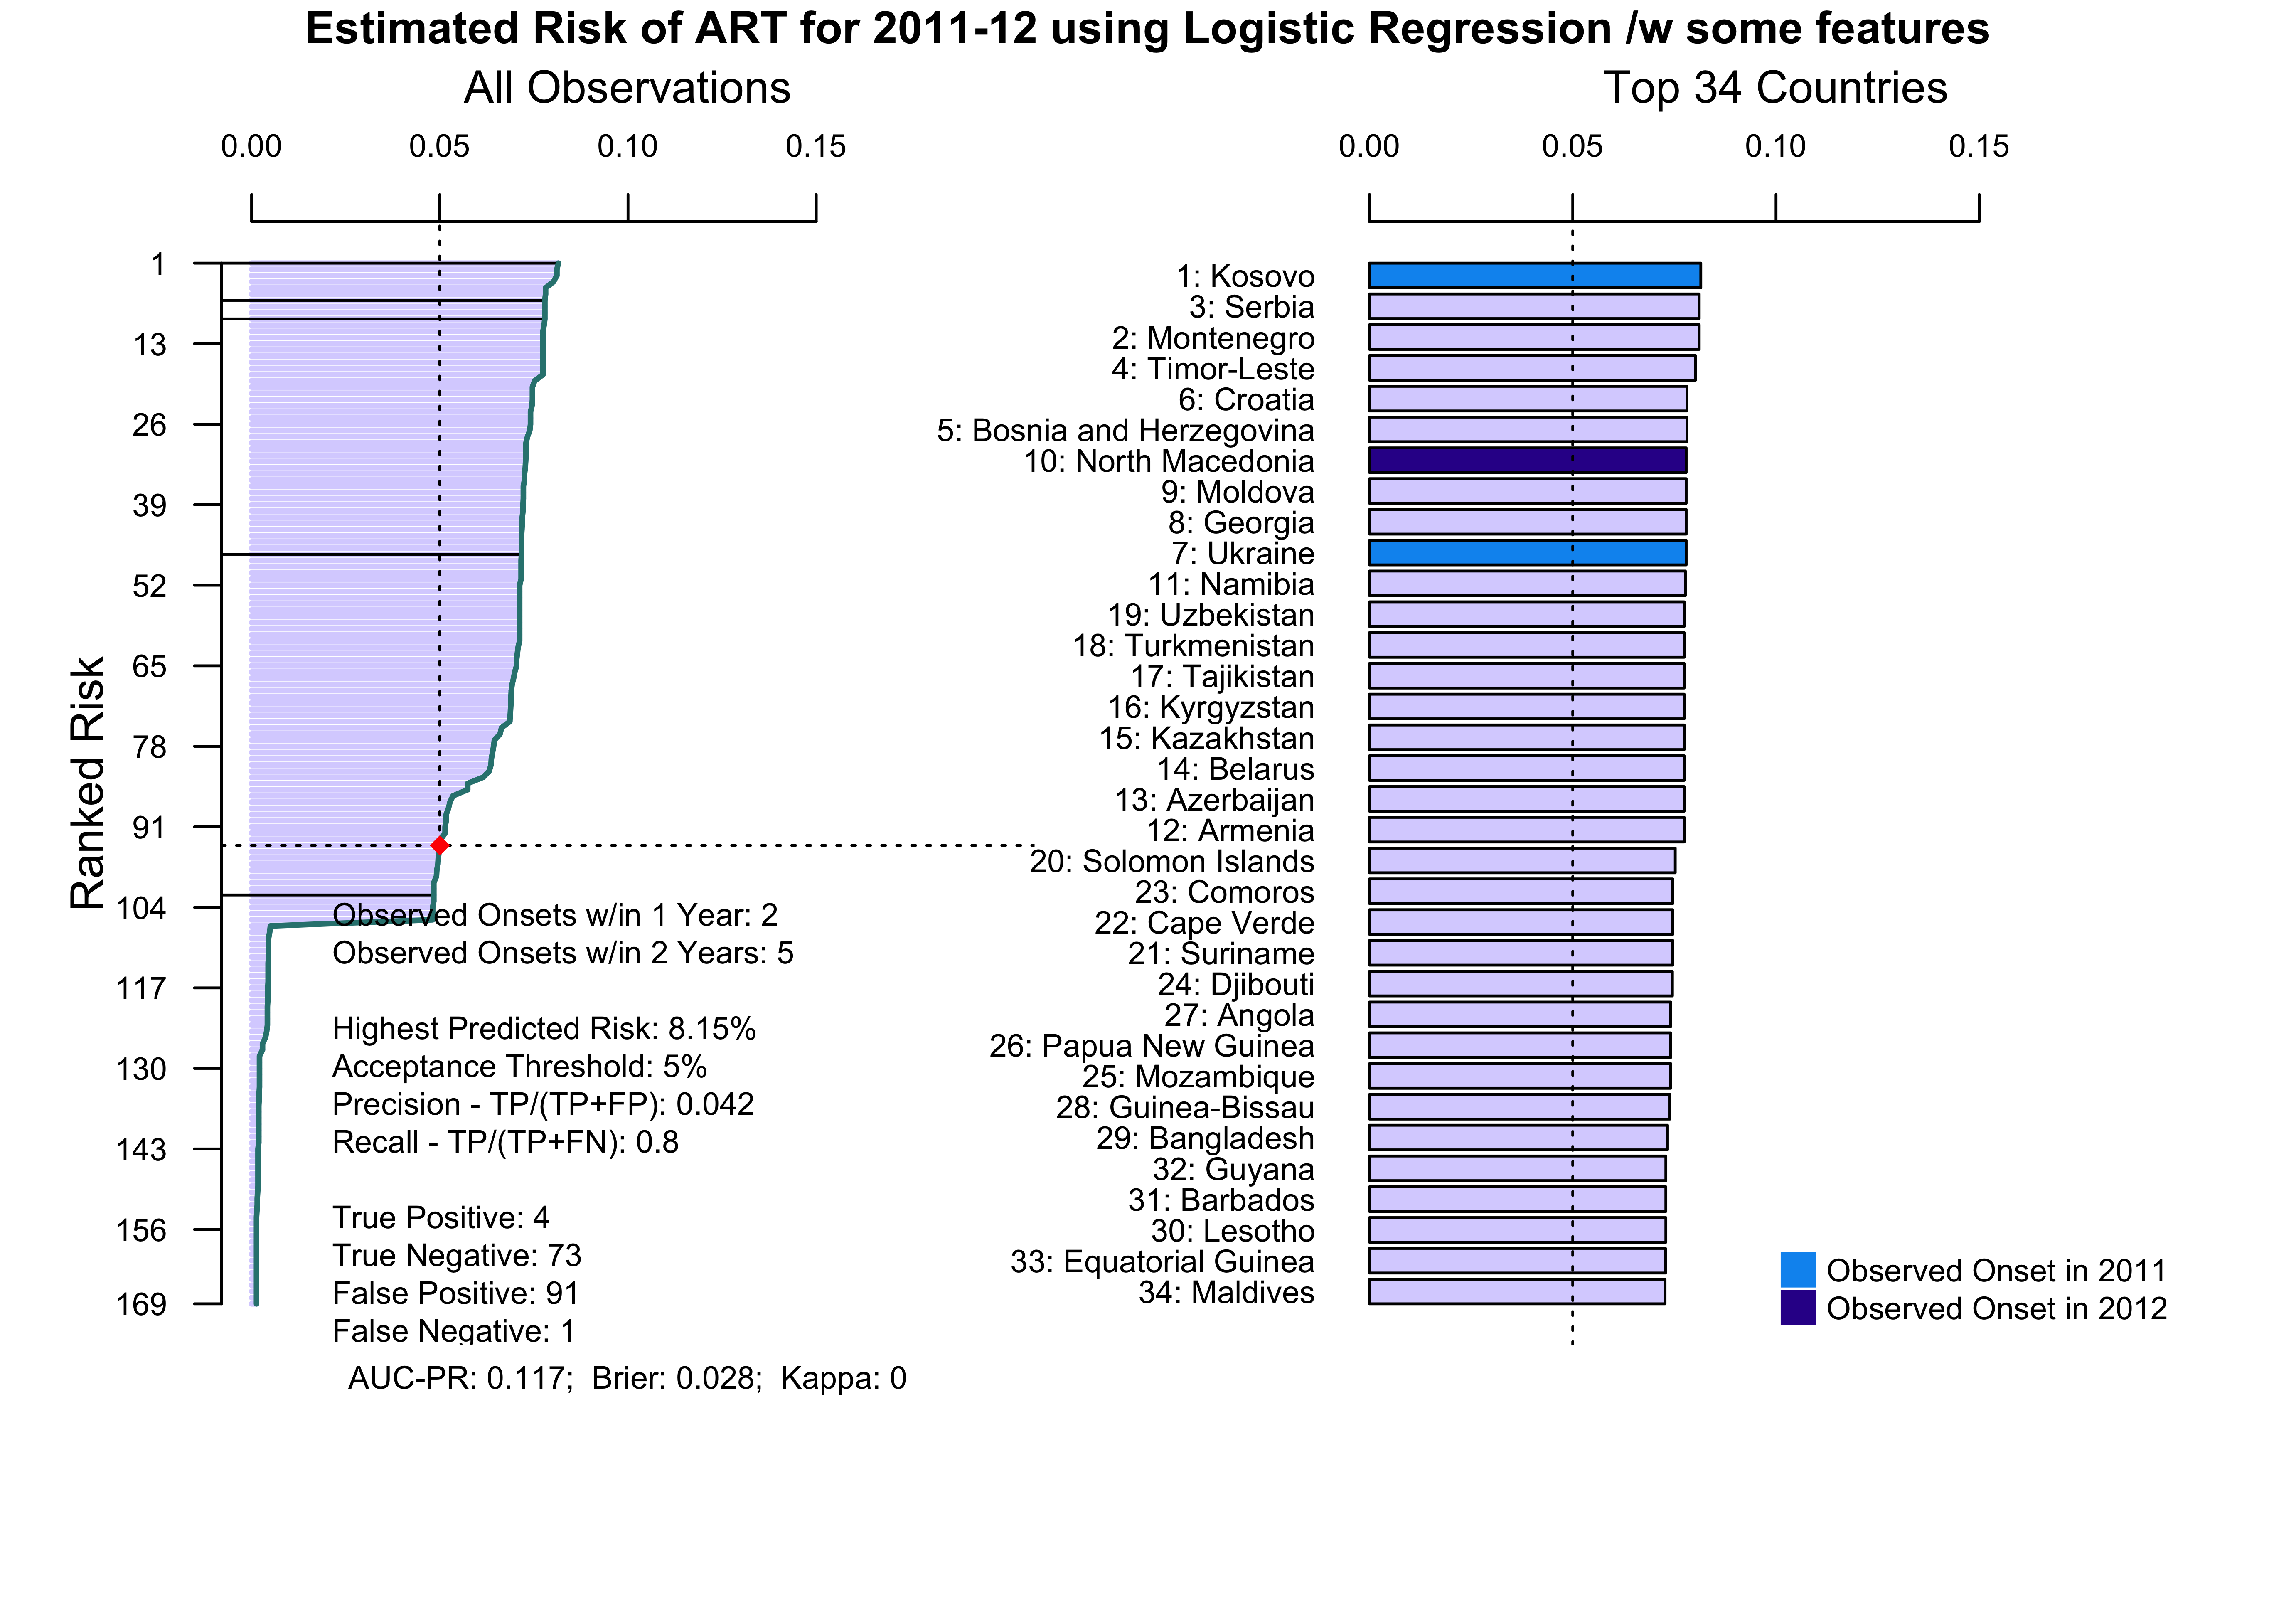 Estimated Risk of ART for 2011-12 using Logistic Regression /w some features
All Observations
0.00 0.05 0.10 0.15
Ranked Risk
1
13
26
39
52
65
78
91
104
117
130
143
156
169
Observed Onsets w/in 1 Year: 2
Observed Onsets w/in 2 Years: 5
Highest Predicted Risk: 8.15%
Acceptance Threshold: 5%
Precision - TP/(TP+FP): 0.042
Recall - TP/(TP+FN): 0.8
True Positive: 4
True Negative: 73
False Positive: 91
False Negative: 1
AUC-PR: 0.117; Brier: 0.028; Kappa: 0
Top 34 Countries
0.00 0.05 0.10 0.15
1: Kosovo
3: Serbia
2: Montenegro
4: Timor-Leste
6: Croatia
5: Bosnia and Herzegovina
10: North Macedonia
9: Moldova
8: Georgia
7: Ukraine
11: Namibia
19: Uzbekistan
18: Turkmenistan
17: Tajikistan
16: Kyrgyzstan
15: Kazakhstan
14: Belarus
13: Azerbaijan
12: Armenia
20: Solomon Islands
23: Comoros
22: Cape Verde
21: Suriname
24: Djibouti
27: Angola
26: Papua New Guinea
25: Mozambique
28: Guinea-Bissau
29: Bangladesh
32: Guyana
31: Barbados
30: Lesotho
33: Equatorial Guinea
34: Maldives
Observed Onset in 2011
Observed Onset in 2012